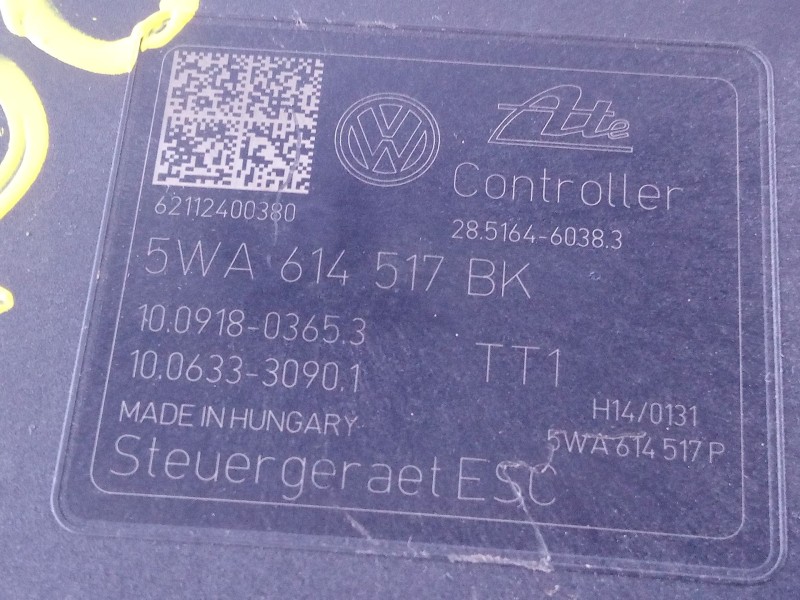 Ate
Controller
62112400380
28.5164-6038.3
5WA 614 517 BK
10.0918-0365.3
TT1
10.0633-3090.1
H14/0131
MADE IN HUNGARY
5WA 614 517 P
Steuergeraet ESC